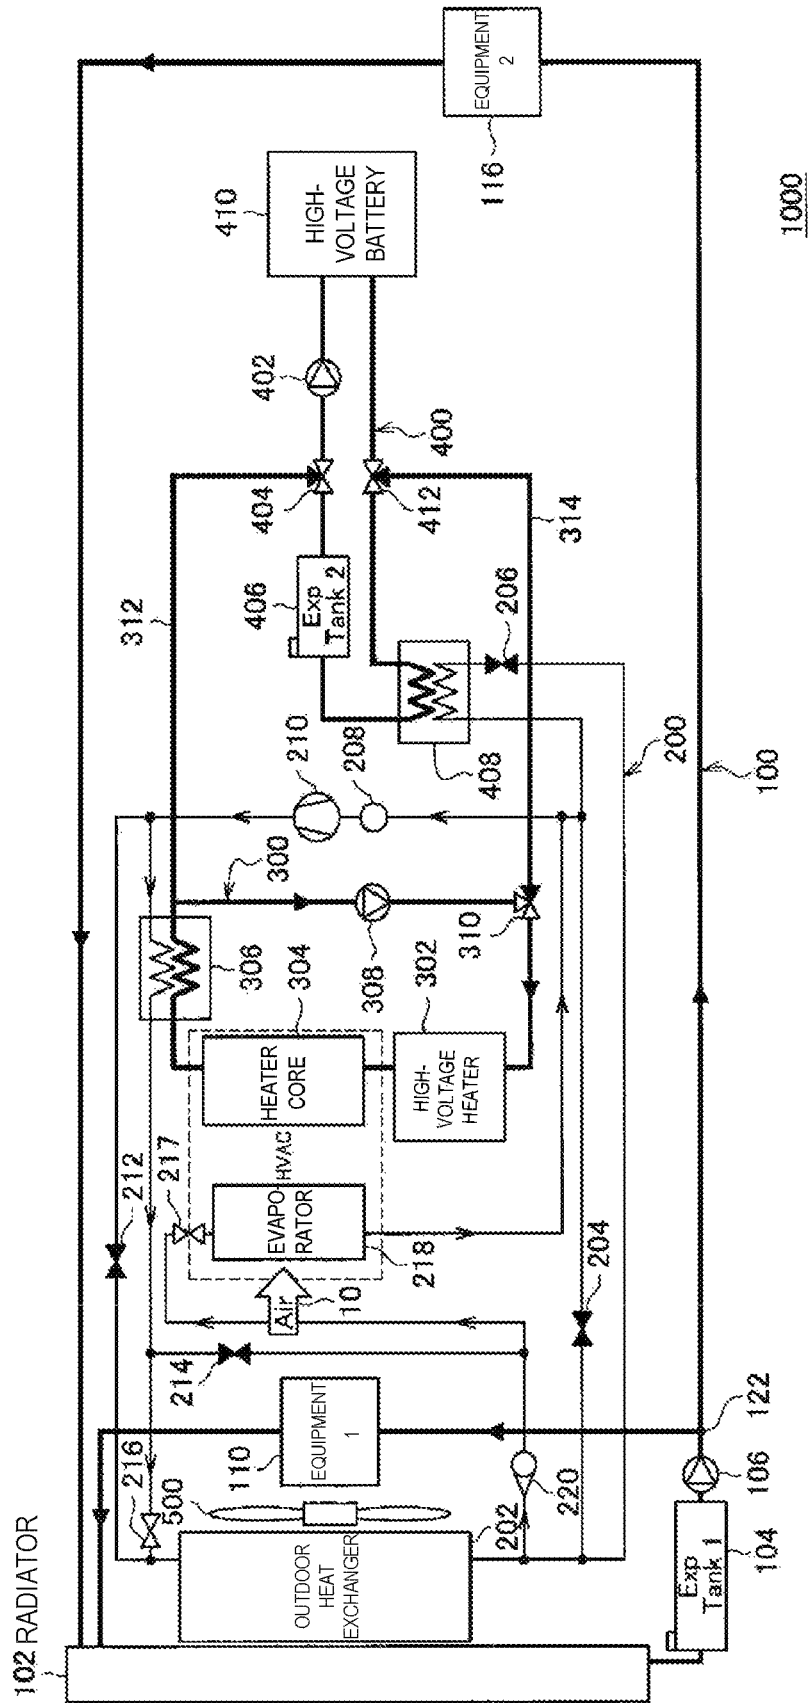 102 RADIATOR
EQUIPMENT
2
116
1000
410
HIGH-
VOLTAGE
BATTERY
402
400
404
412
314
312
406
Exp
Tank 2
206
210
208
408
200
100
300
306
308
310
304
302
HEATER
CORE
HIGH-
VOLTAGE
HEATER
HVAC
212
217
EVAPO-
RATOR
218
Air
10
204
214
110
EQUIPMENT
1
122
216
500
220
106
202
OUTDOOR
HEAT
EXCHANGER
Exp
Tank 1
104